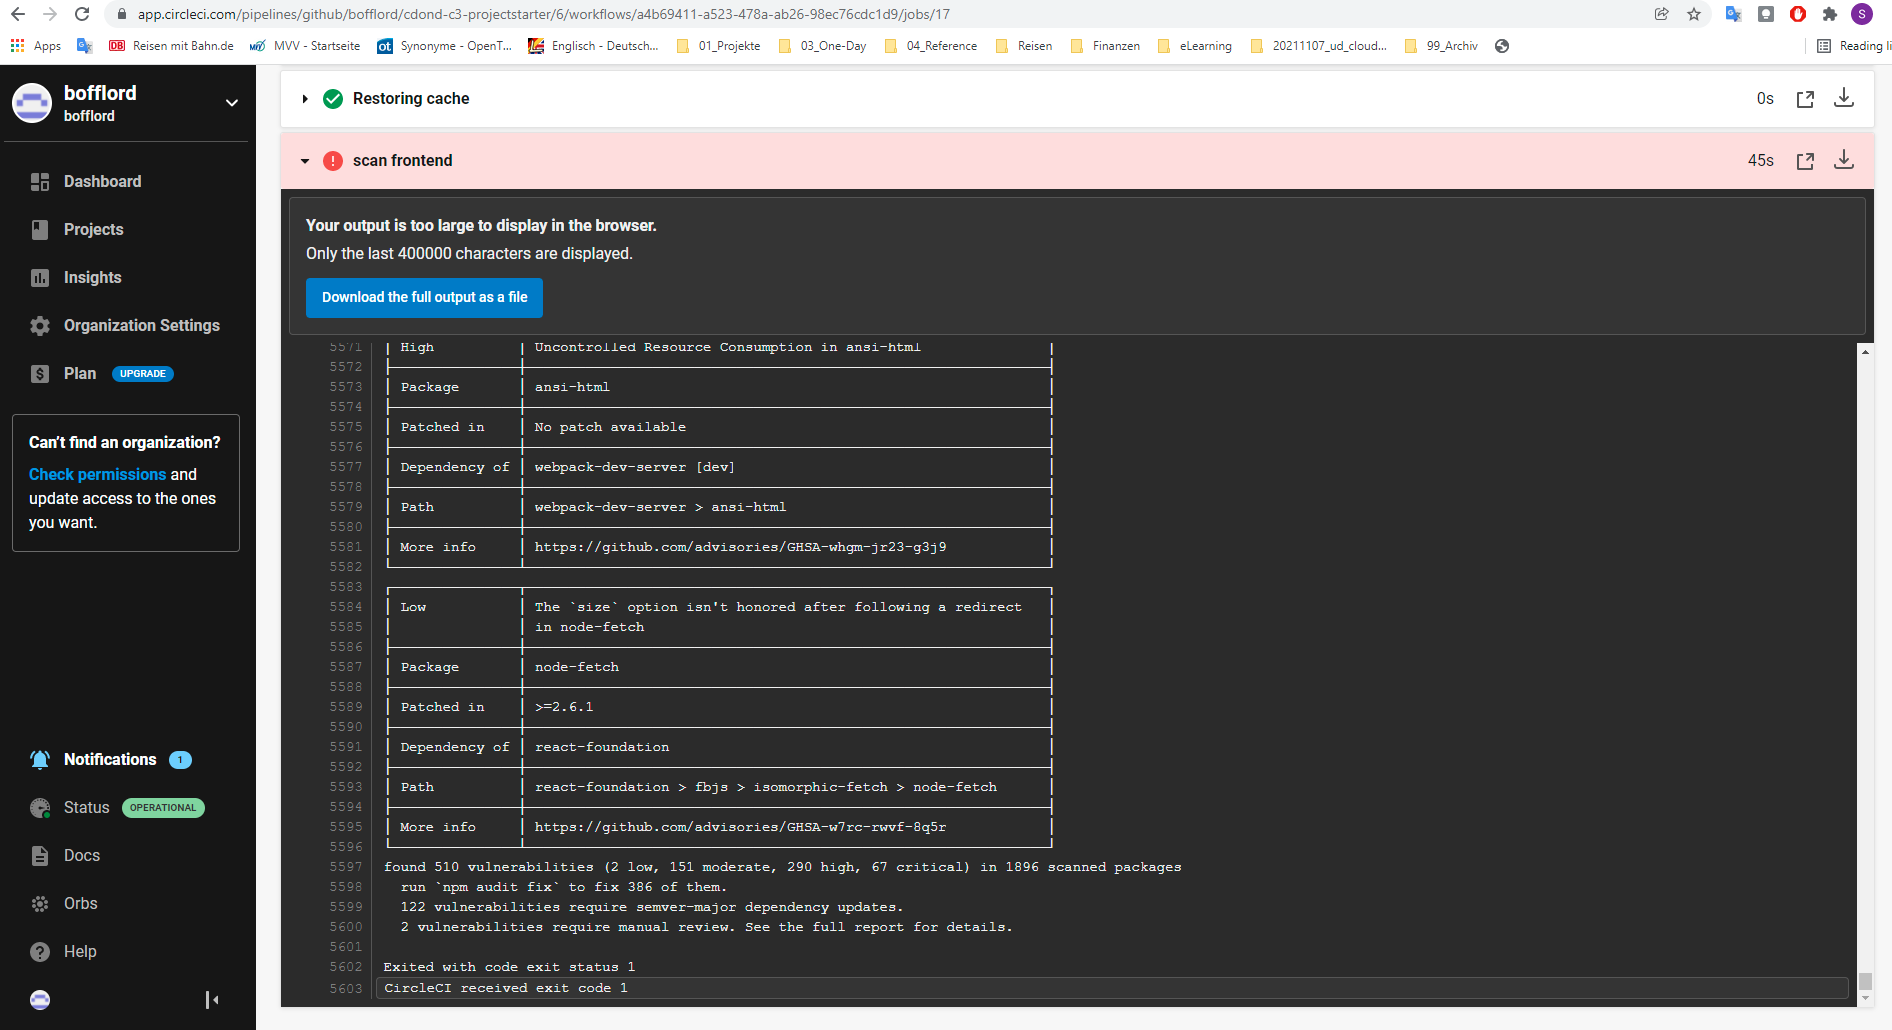 app.circleci.com/pipelines/github/bofflord/cdond-c3-projectstarter/6/workflows/a4b69411-a523-478a-ab26-98ec76cdc1d9/jobs/17
S
Apps
DB Reisen mit Bahn.de
MVV - Startseite
ot Synonyme - OpenT...
Englisch - Deutsch...
01_Projekte
03_One-Day
04_Reference
Reisen
Finanzen
eLearning
20211107_ud_cloud...
99_Archiv
Reading li
bofflord
bofflord
Dashboard
Projects
Insights
Organization Settings
Plan UPGRADE
Can't find an organization?
Check permissions and
update access to the ones
you want.
Notifications 1
Status OPERATIONAL
Docs
Orbs
Help
Restoring cache 0s
scan frontend 45s
Your output is too large to display in the browser.
Only the last 400000 characters are displayed.
Download the full output as a file
5571 High Uncontrolled Resource Consumption in ansi-html
5572
5573 Package ansi-html
5574
5575 Patched in No patch available
5576
5577 Dependency of webpack-dev-server [dev]
5578
5579 Path webpack-dev-server > ansi-html
5580
5581 More info https://github.com/advisories/GHSA-whgm-jr23-g3j9
5582
5583
5584 Low The `size` option isn't honored after following a redirect
5585 in node-fetch
5586
5587 Package node-fetch
5588
5589 Patched in >=2.6.1
5590
5591 Dependency of react-foundation
5592
5593 Path react-foundation > fbjs > isomorphic-fetch > node-fetch
5594
5595 More info https://github.com/advisories/GHSA-w7rc-rwvf-8q5r
5596
5597 found 510 vulnerabilities (2 low, 151 moderate, 290 high, 67 critical) in 1896 scanned packages
5598 run `npm audit fix` to fix 386 of them.
5599 122 vulnerabilities require semver-major dependency updates.
5600 2 vulnerabilities require manual review. See the full report for details.
5601
5602 Exited with code exit status 1
5603 CircleCI received exit code 1